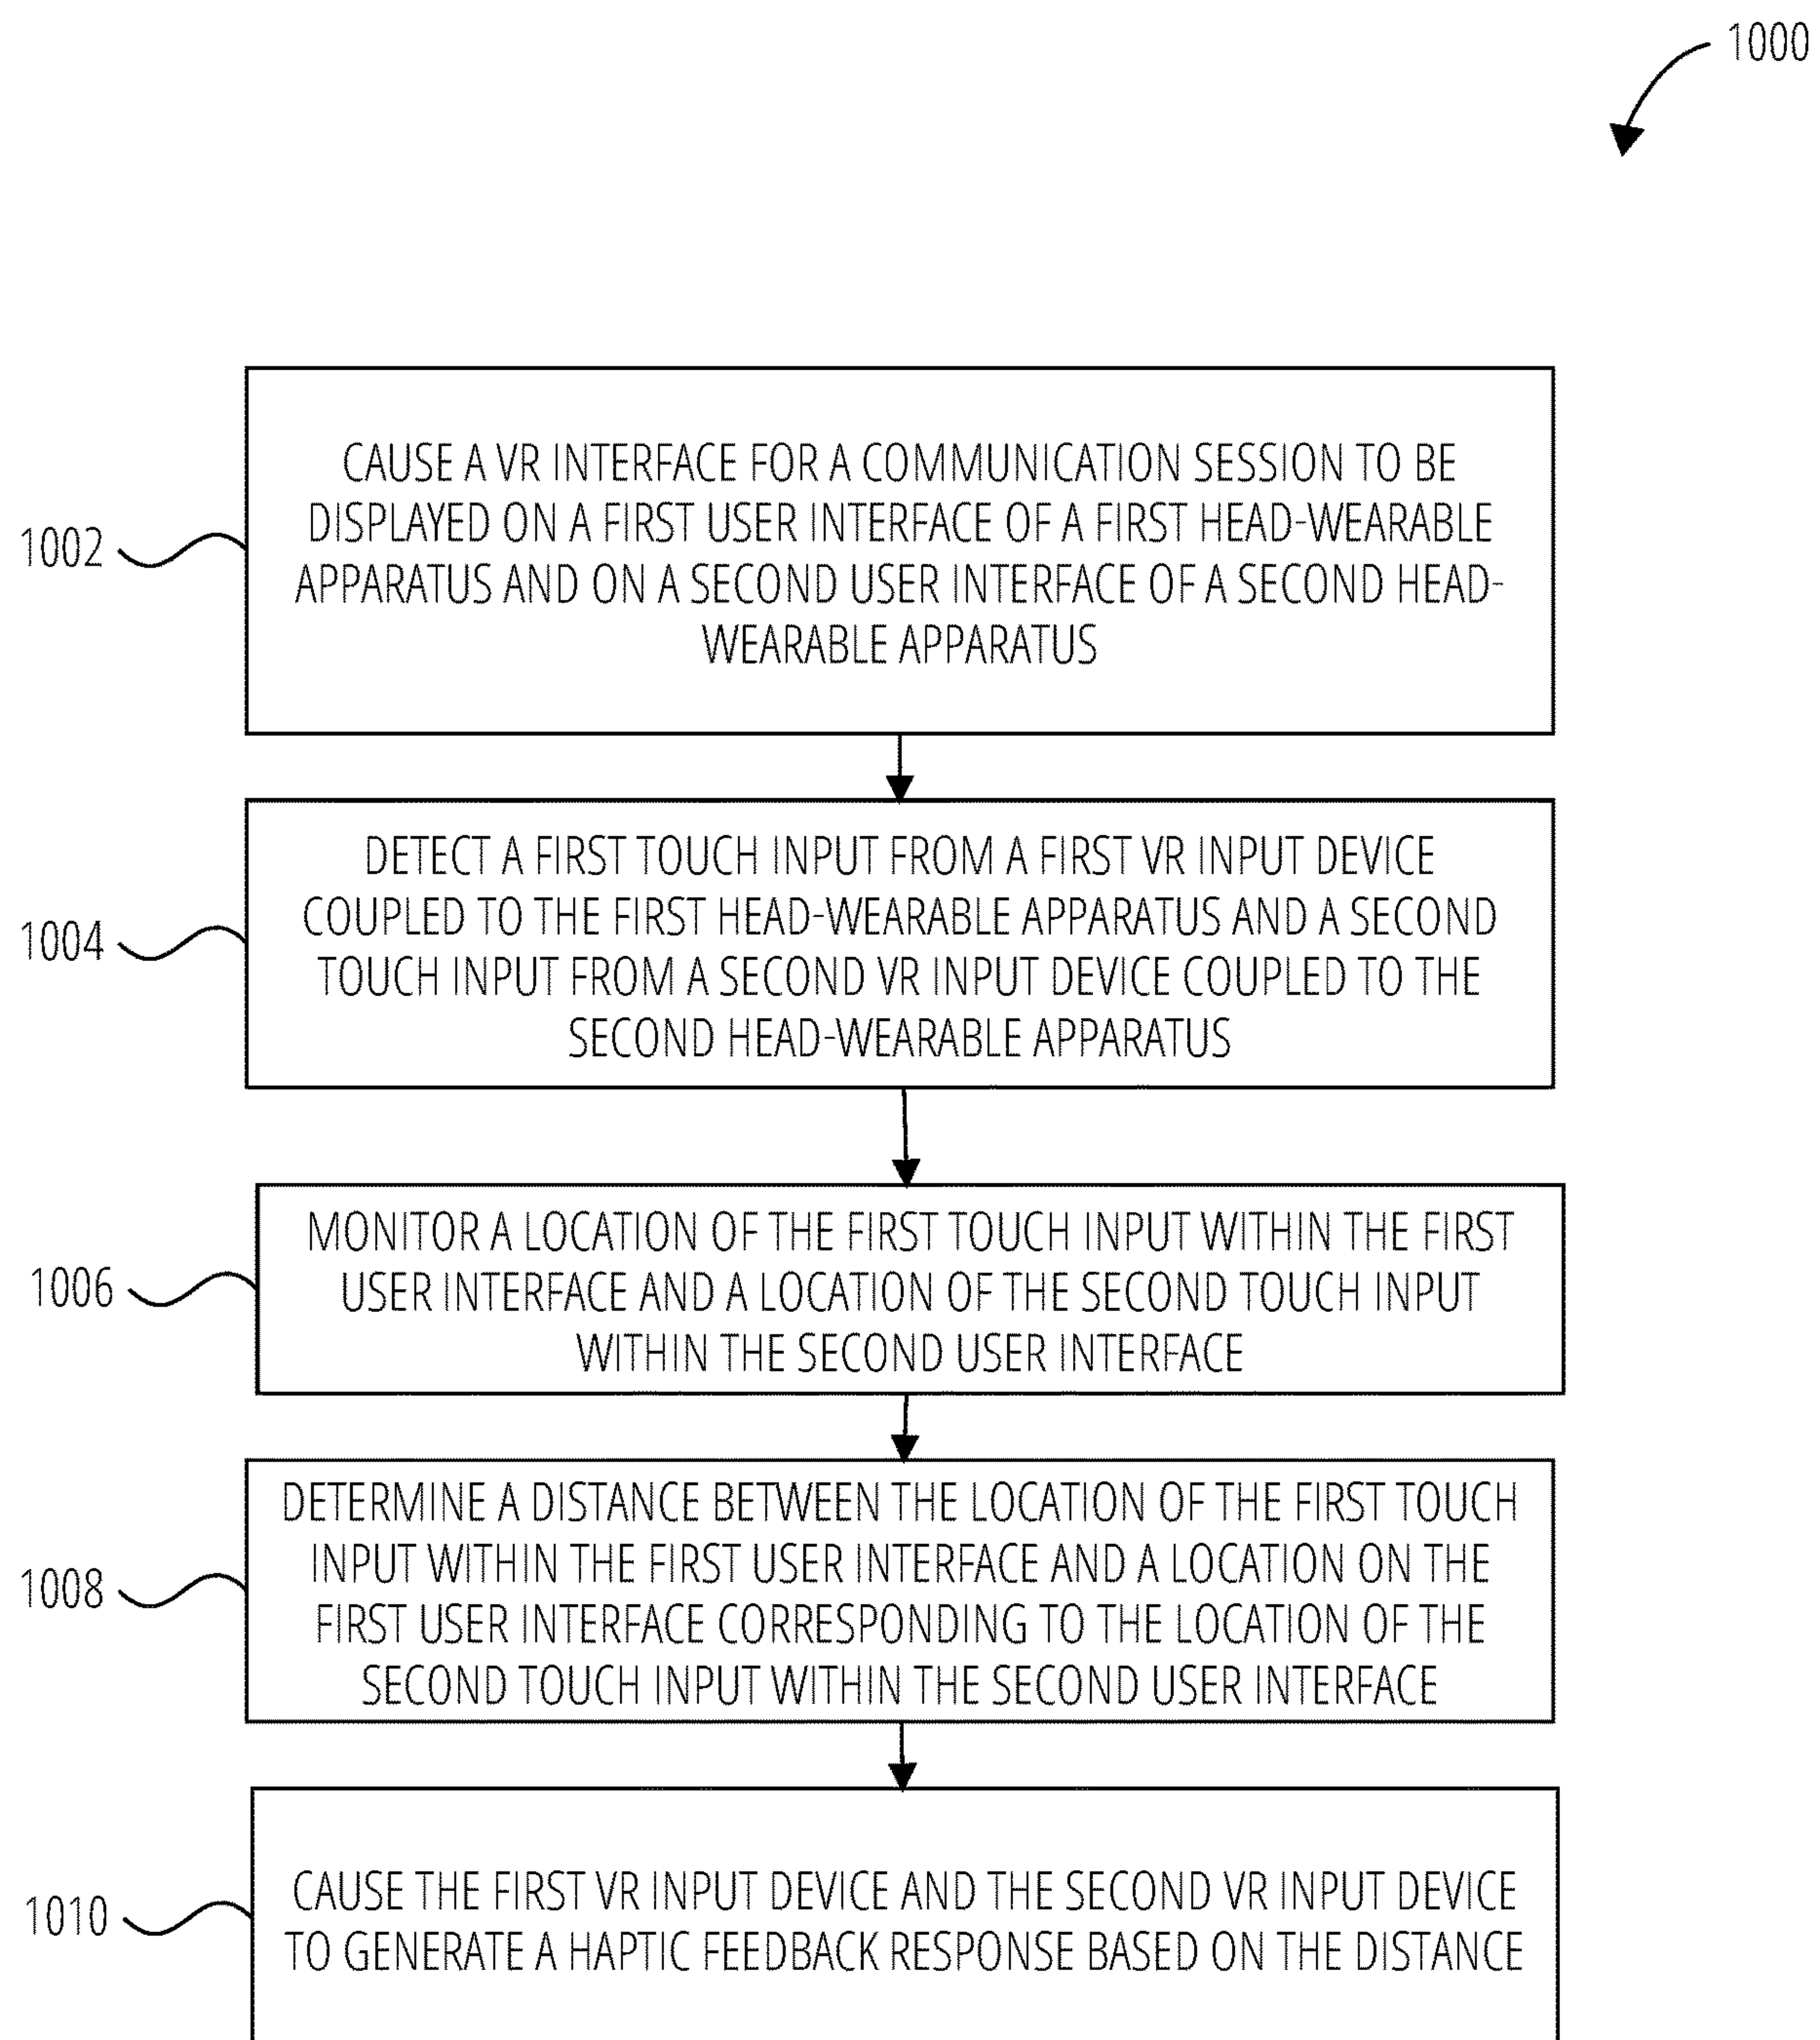 1000
CAUSE A VR INTERFACE FOR A COMMUNICATION SESSION TO BE
DISPLAYED ON A FIRST USER INTERFACE OF A FIRST HEAD-WEARABLE
APPARATUS AND ON A SECOND USER INTERFACE OF A SECOND HEAD-
WEARABLE APPARATUS
1002
DETECT A FIRST TOUCH INPUT FROM A FIRST VR INPUT DEVICE
COUPLED TO THE FIRST HEAD-WEARABLE APPARATUS AND A SECOND
TOUCH INPUT FROM A SECOND VR INPUT DEVICE COUPLED TO THE
SECOND HEAD-WEARABLE APPARATUS
1004
MONITOR A LOCATION OF THE FIRST TOUCH INPUT WITHIN THE FIRST
USER INTERFACE AND A LOCATION OF THE SECOND TOUCH INPUT
WITHIN THE SECOND USER INTERFACE
1006
DETERMINE A DISTANCE BETWEEN THE LOCATION OF THE FIRST TOUCH
INPUT WITHIN THE FIRST USER INTERFACE AND A LOCATION ON THE
FIRST USER INTERFACE CORRESPONDING TO THE LOCATION OF THE
SECOND TOUCH INPUT WITHIN THE SECOND USER INTERFACE
1008
CAUSE THE FIRST VR INPUT DEVICE AND THE SECOND VR INPUT DEVICE
TO GENERATE A HAPTIC FEEDBACK RESPONSE BASED ON THE DISTANCE
1010